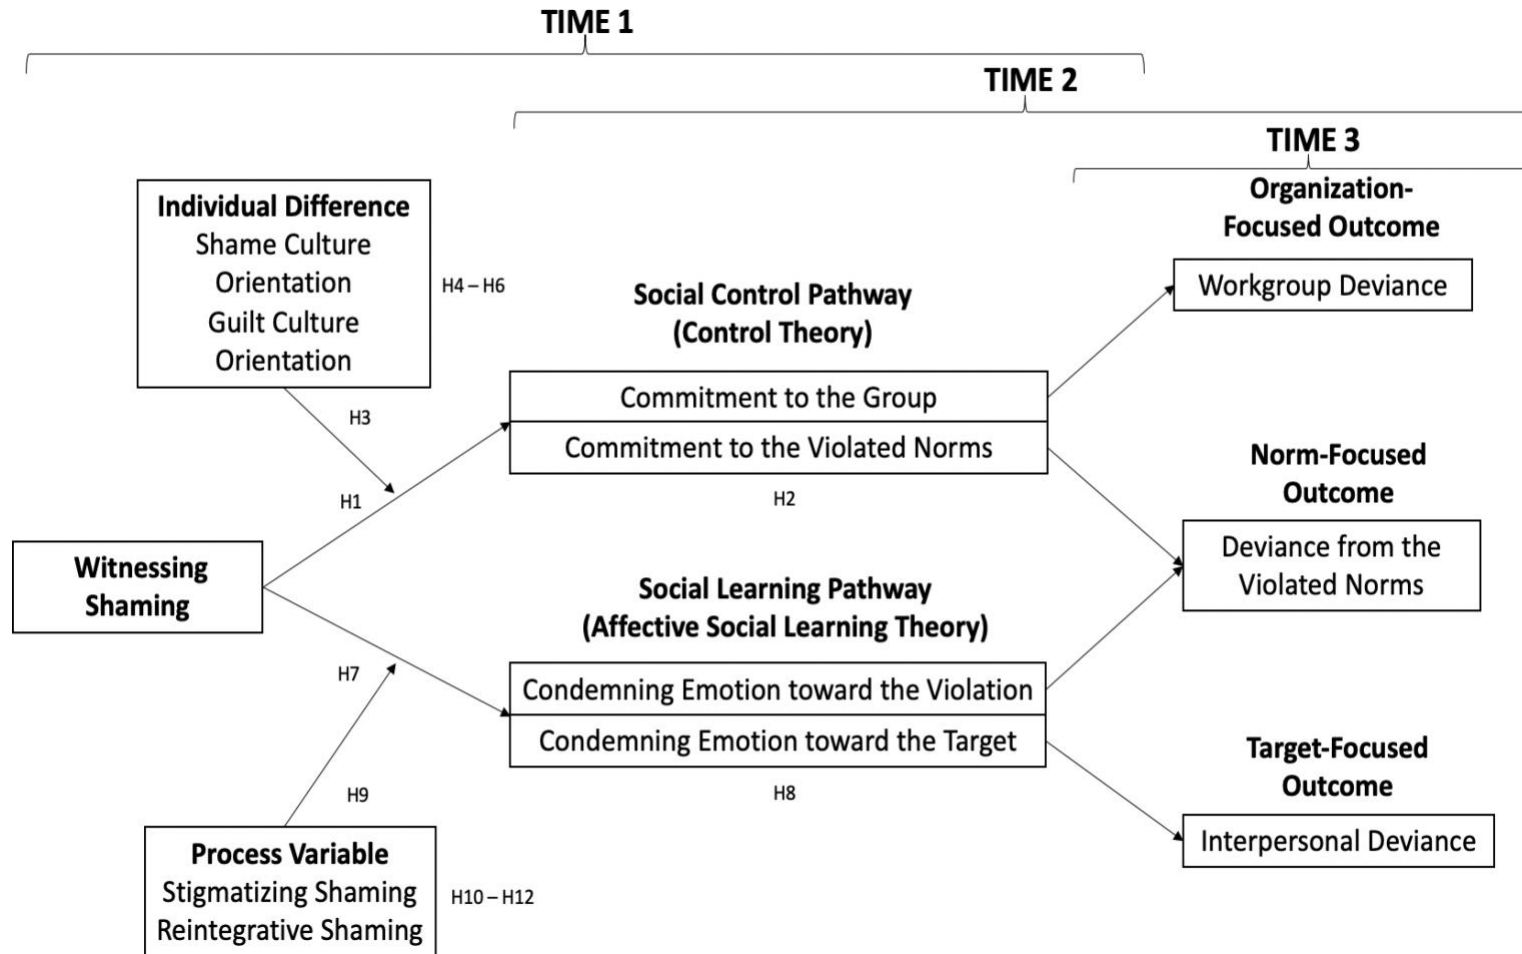 TIME 1
TIME 2
TIME 3
Individual Difference
Shame Culture
Orientation
Guilt Culture
Orientation
H4 – H6
H3
H1
Witnessing
Shaming
H7
H9
Process Variable
Stigmatizing Shaming
Reintegrative Shaming
H10 – H12
Social Control Pathway
(Control Theory)
Commitment to the Group
Commitment to the Violated Norms
H2
Social Learning Pathway
(Affective Social Learning Theory)
Condemning Emotion toward the Violation
Condemning Emotion toward the Target
H8
Organization-
Focused Outcome
Workgroup Deviance
Norm-Focused
Outcome
Deviance from the
Violated Norms
Target-Focused
Outcome
Interpersonal Deviance